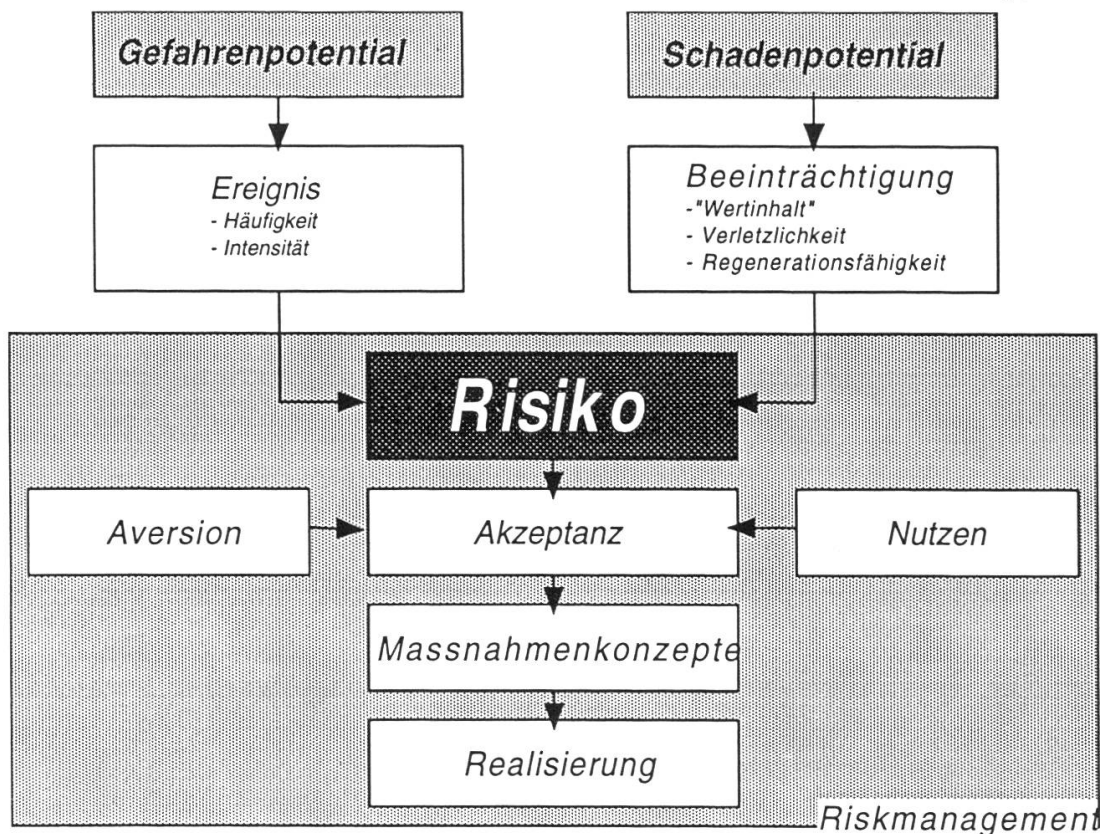 Gefahrenpotential
Schadenpotential
Ereignis
- Häufigkeit
- Intensität
Beeinträchtigung
-"Wertinhalt"
- Verletzlichkeit
- Regenerationsfähigkeit
Risiko
Aversion
Akzeptanz
Nutzen
Massnahmenkonzepte
Realisierung
Riskmanagement